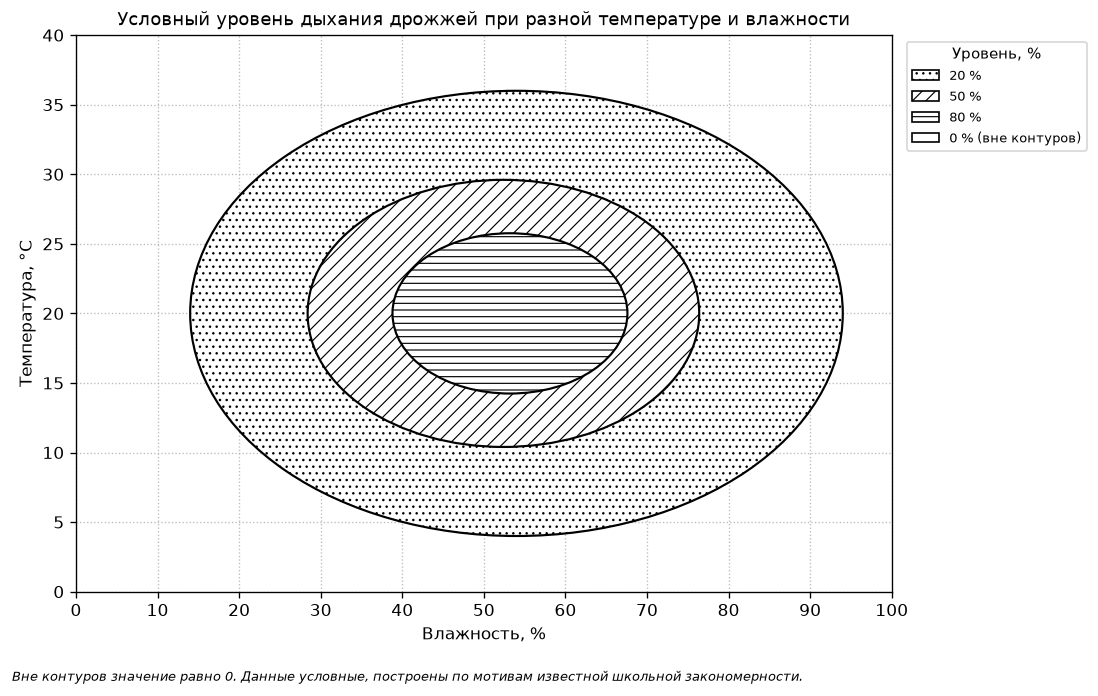 Условный уровень дыхания дрожжей при разной температуре и влажности
Уровень, %
20 %
50 %
80 %
0 % (вне контуров)
Температура, °C
40
35
30
25
20
15
10
5
0
0 10 20 30 40 50 60 70 80 90 100
Влажность, %
Вне контуров значение равно 0. Данные условные, построены по мотивам известной школьной закономерности.